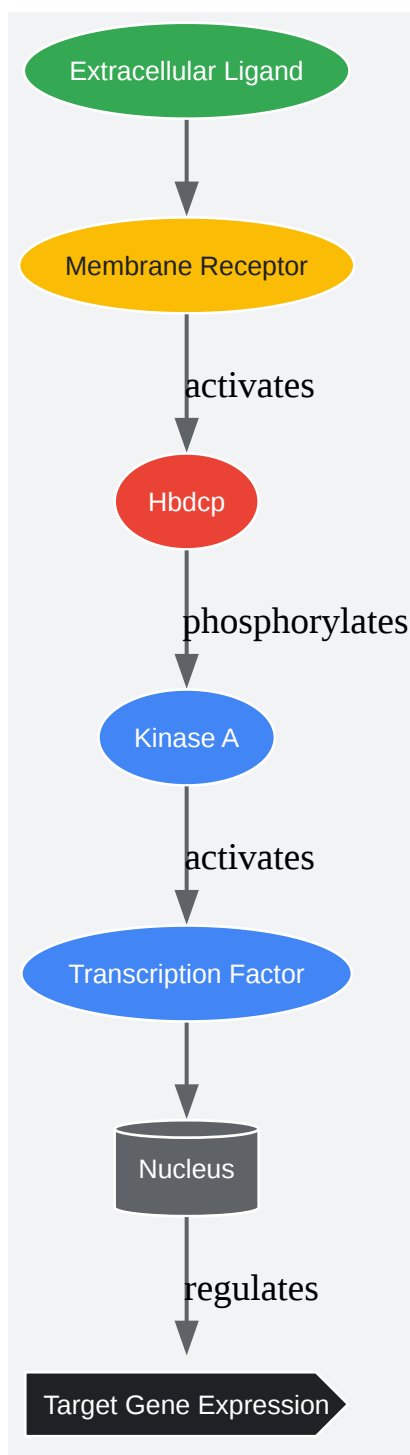 Extracellular Ligand
Membrane Receptor
activates
Hbdcp
phosphorylates
Kinase A
activates
Transcription Factor
Nucleus
regulates
Target Gene Expression